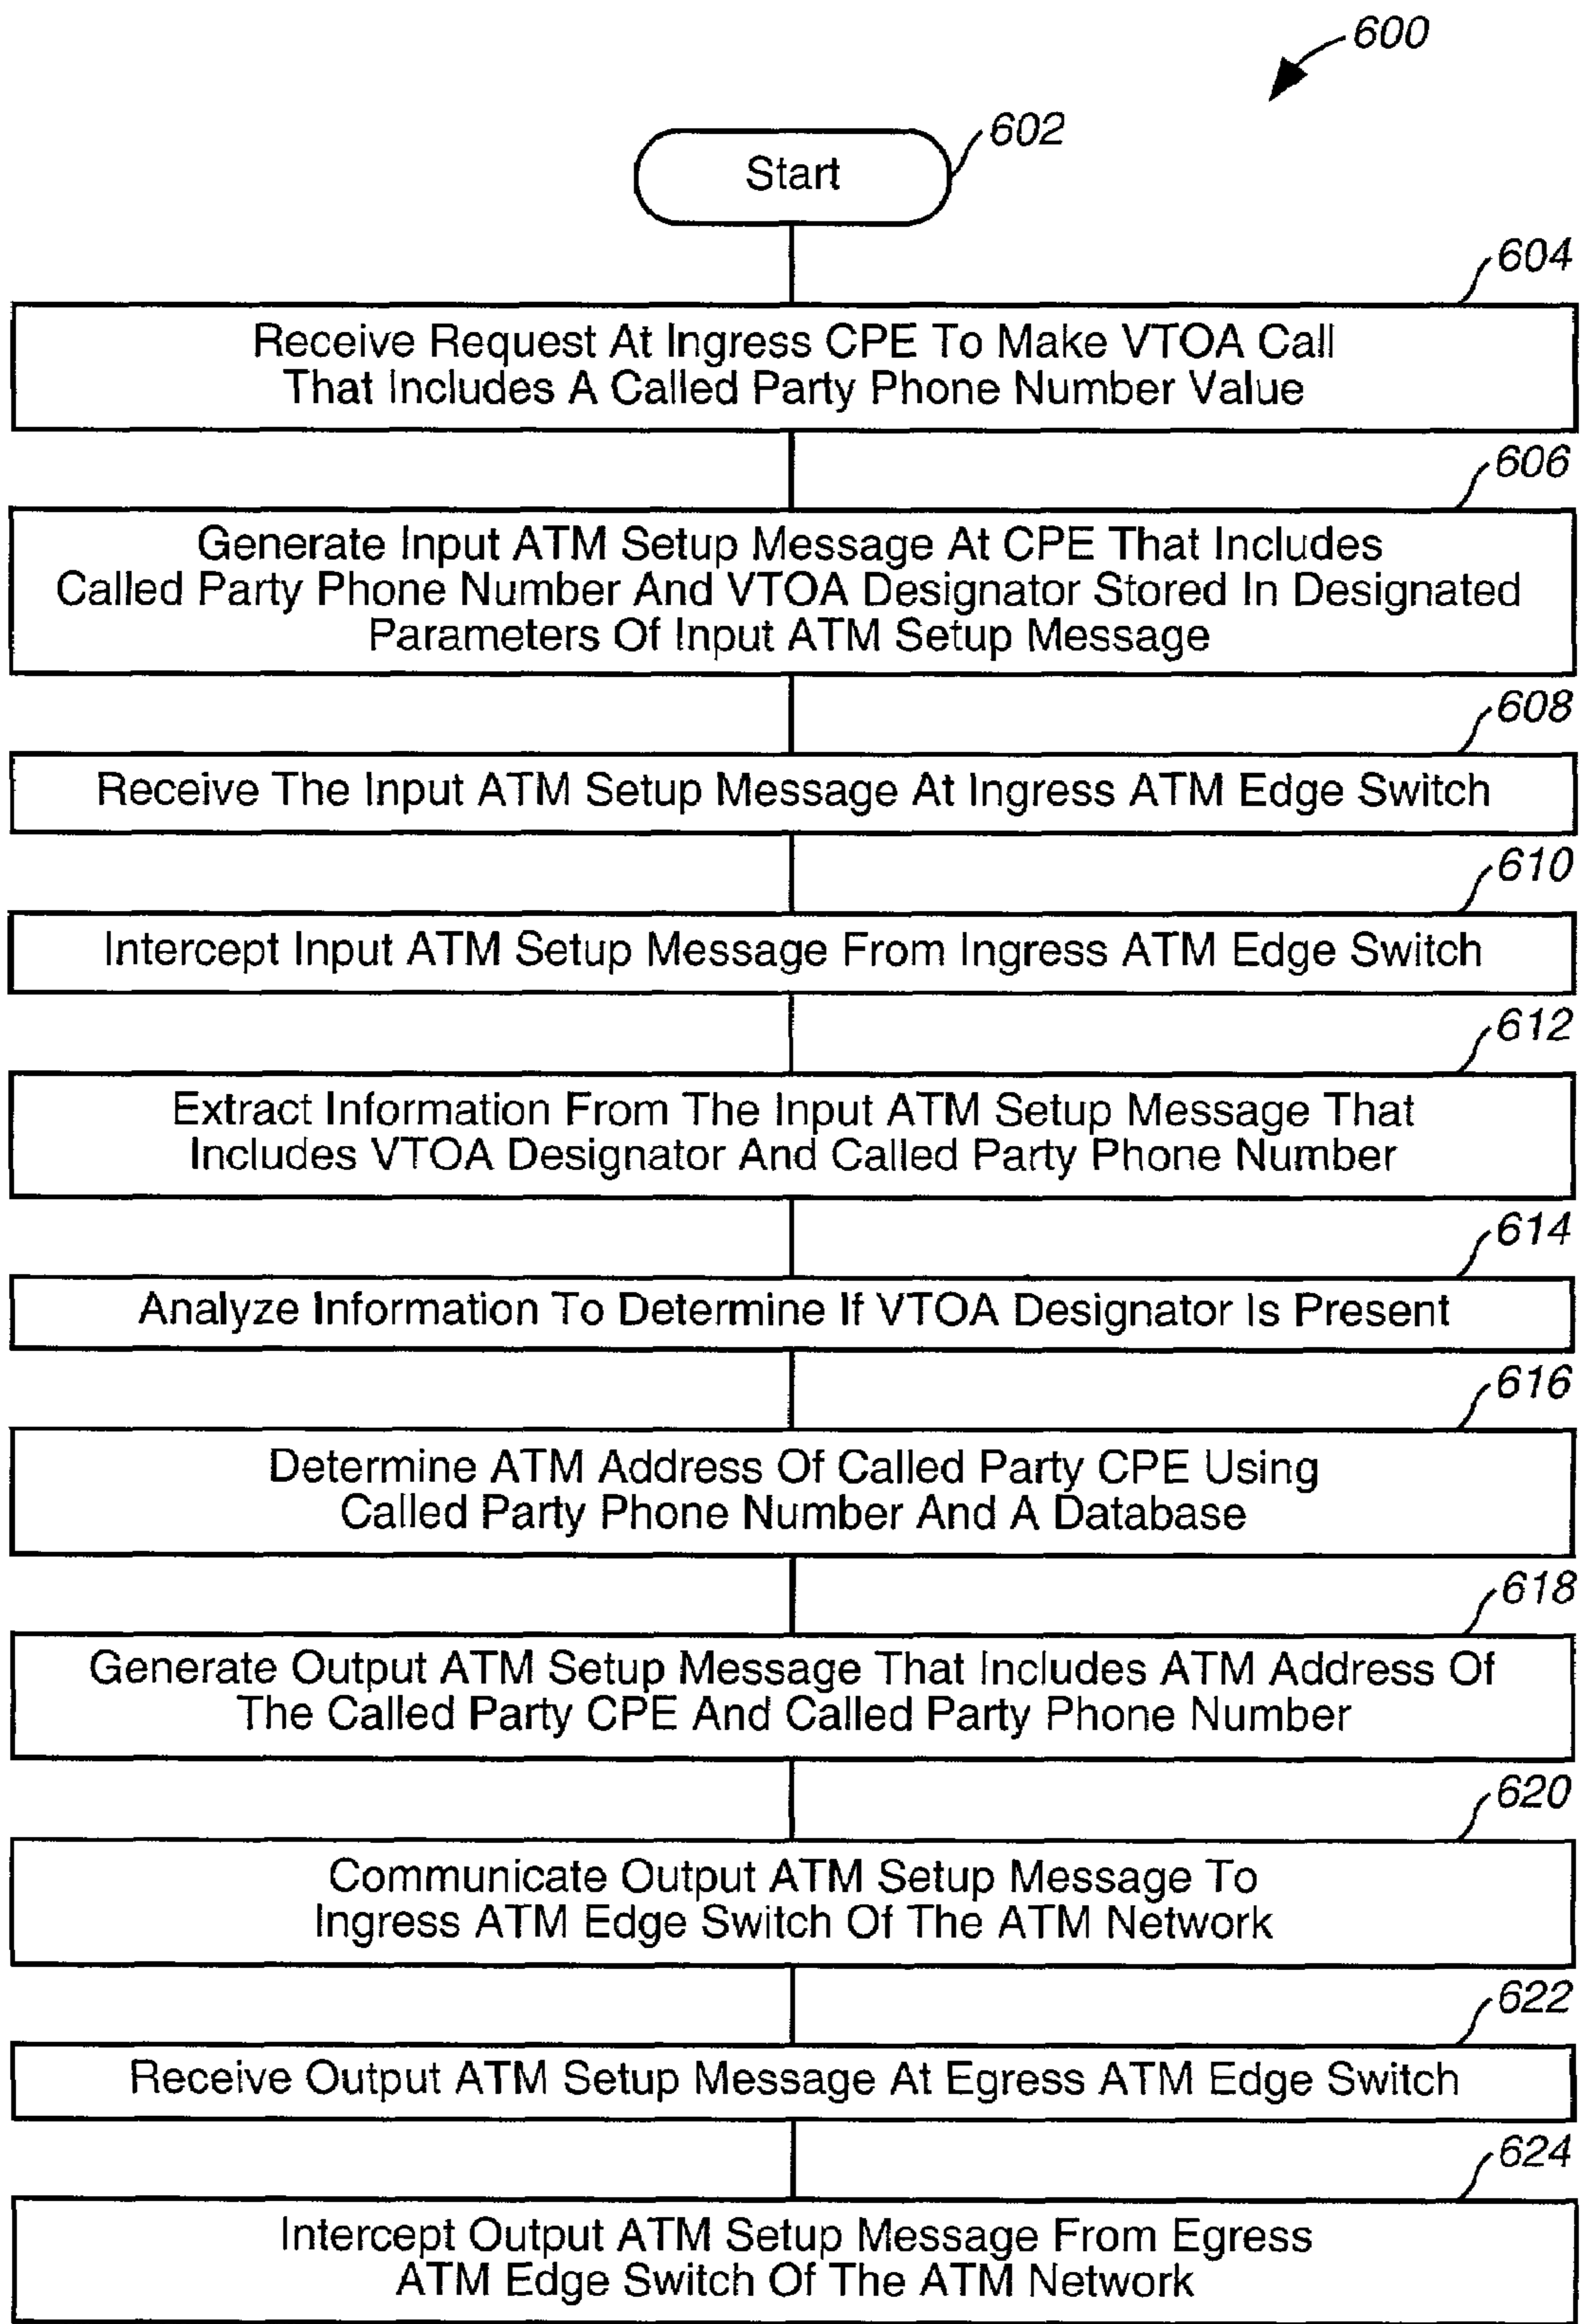 600
602
Start
604
Receive Request At Ingress CPE To Make VTOA Call
That Includes A Called Party Phone Number Value
606
Generate Input ATM Setup Message At CPE That Includes
Called Party Phone Number And VTOA Designator Stored In Designated
Parameters Of Input ATM Setup Message
608
Receive The Input ATM Setup Message At Ingress ATM Edge Switch
610
Intercept Input ATM Setup Message From Ingress ATM Edge Switch
612
Extract Information From The Input ATM Setup Message That
Includes VTOA Designator And Called Party Phone Number
614
Analyze Information To Determine If VTOA Designator Is Present
616
Determine ATM Address Of Called Party CPE Using
Called Party Phone Number And A Database
618
Generate Output ATM Setup Message That Includes ATM Address Of
The Called Party CPE And Called Party Phone Number
620
Communicate Output ATM Setup Message To
Ingress ATM Edge Switch Of The ATM Network
622
Receive Output ATM Setup Message At Egress ATM Edge Switch
624
Intercept Output ATM Setup Message From Egress
ATM Edge Switch Of The ATM Network